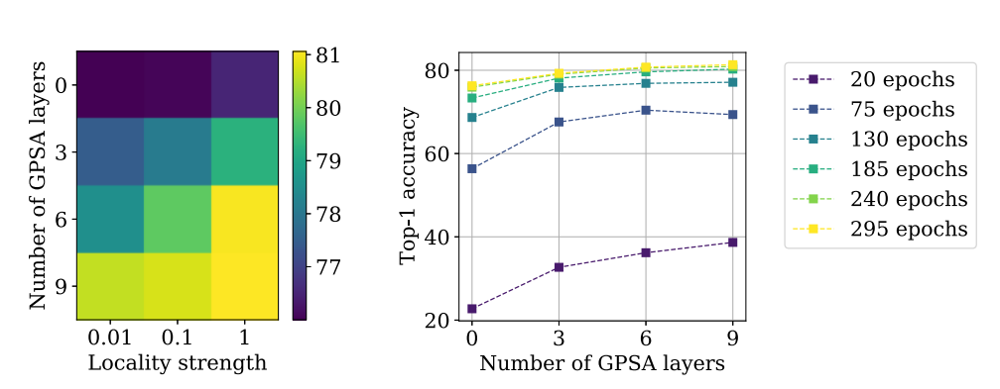 Number of GPSA layers
0
3
6
9
0.01 0.1 1
Locality strength
81
80
79
78
77
Top-1 accuracy
80
60
40
20
0 3 6 9
Number of GPSA layers
20 epochs
75 epochs
130 epochs
185 epochs
240 epochs
295 epochs